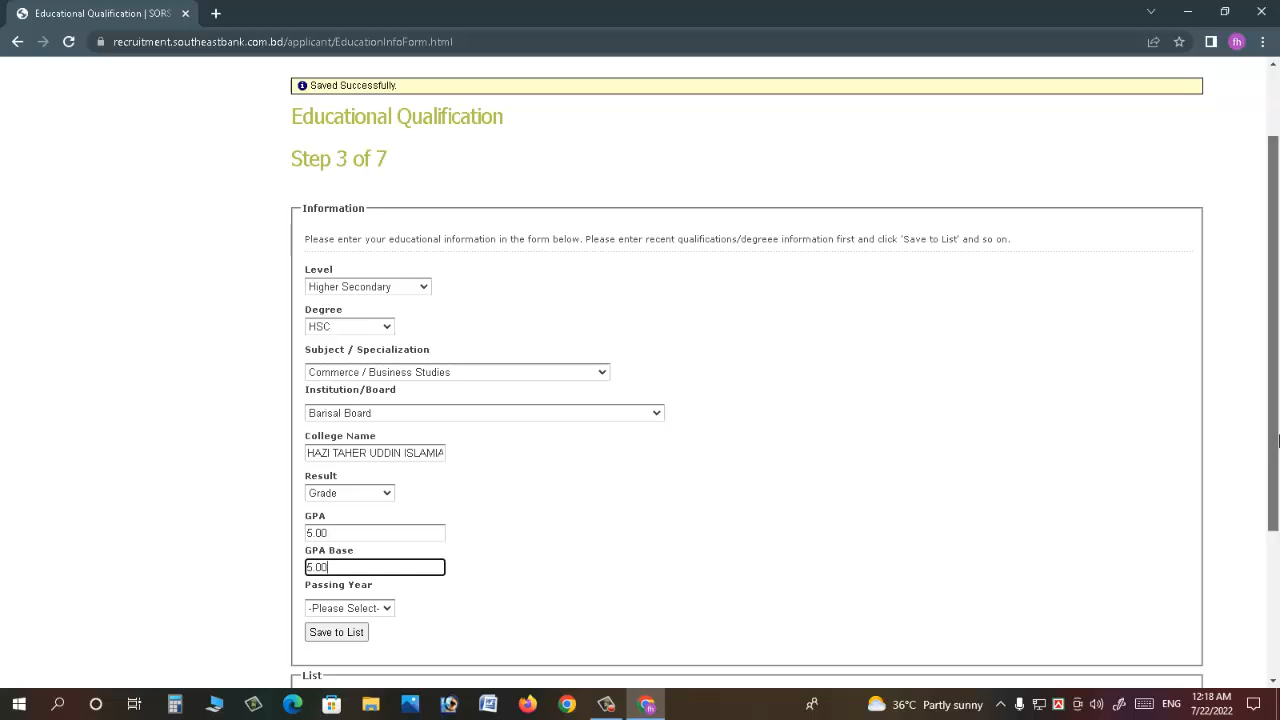 Educational Qualification | SORS
recruitment.southeastbank.com.bd/applicant/EducationInfoForm.html
fh
Saved Successfully.
Educational Qualification
Step 3 of 7
Information
Please enter your educational information in the form below. Please enter recent qualifications/degreee information first and click 'Save to List' and so on.
Level
Higher Secondary
Degree
HSC
Subject / Specialization
Commerce / Business Studies
Institution/Board
Barisal Board
College Name
HAZI TAHER UDDIN ISLAMIA
Result
Grade
GPA
5.00
GPA Base
5.00
Passing Year
-Please Select-
Save to List
List
36°C Partly sunny
ENG
12:18 AM
7/22/2022